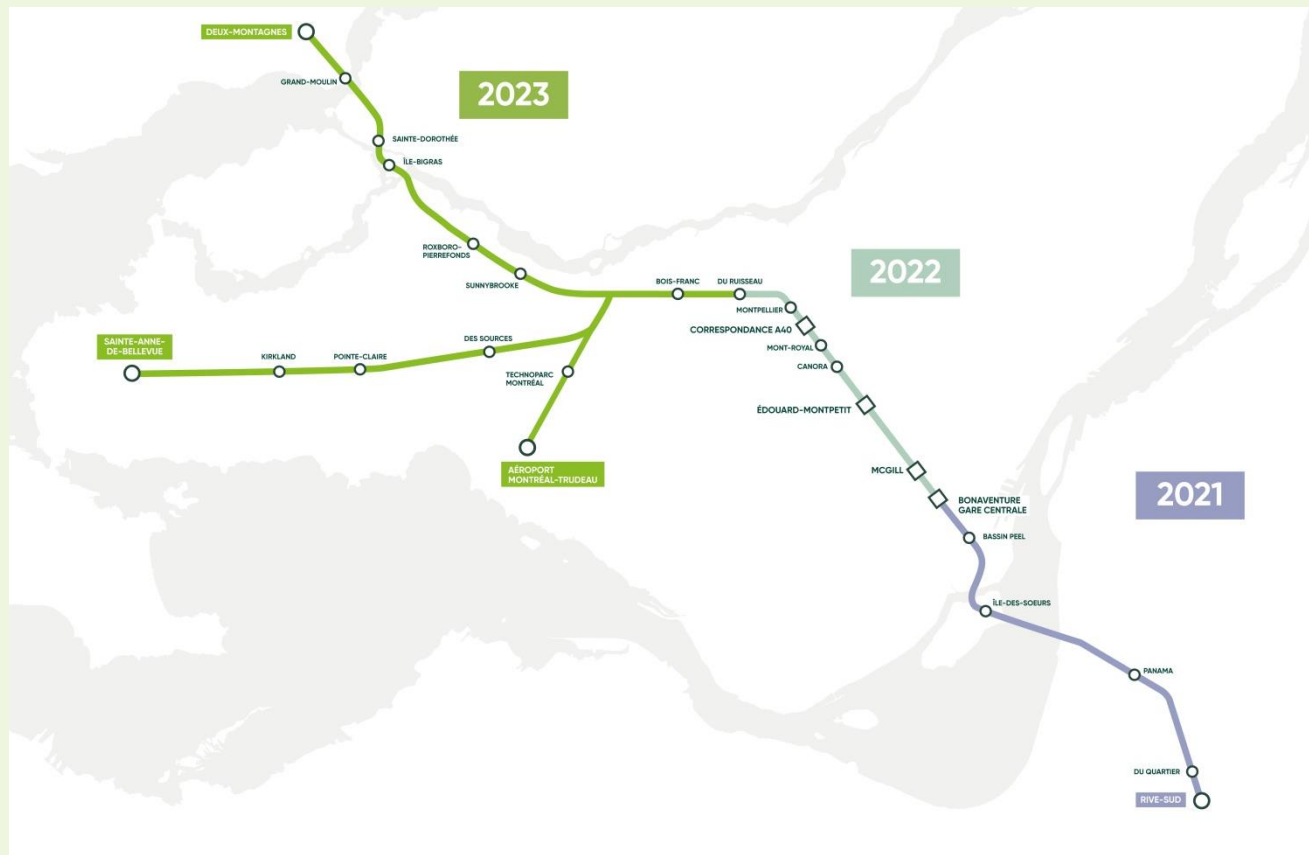 DEUX-MONTAGNES
GRAND-MOULIN
2023
SAINTE-DOROTHÉE
ÎLE-BIGRAS
ROXBORO-
PIERREFONDS
SUNNYBROOKE
BOIS-FRANC
DU RUISSEAU
2022
MONTPELLIER
CORRESPONDANCE A40
MONT-ROYAL
CANORA
SAINTE-ANNE-
DE-BELLEVUE
KIRKLAND
POINTE-CLAIRE
DES SOURCES
TECHNOPARC
MONTRÉAL
ÉDOUARD-MONTPETIT
AÉROPORT
MONTRÉAL-TRUDEAU
MCGILL
BONAVENTURE
GARE CENTRALE
2021
BASSIN PEEL
ÎLE-DES-SOEURS
PANAMA
DU QUARTIER
RIVE-SUD